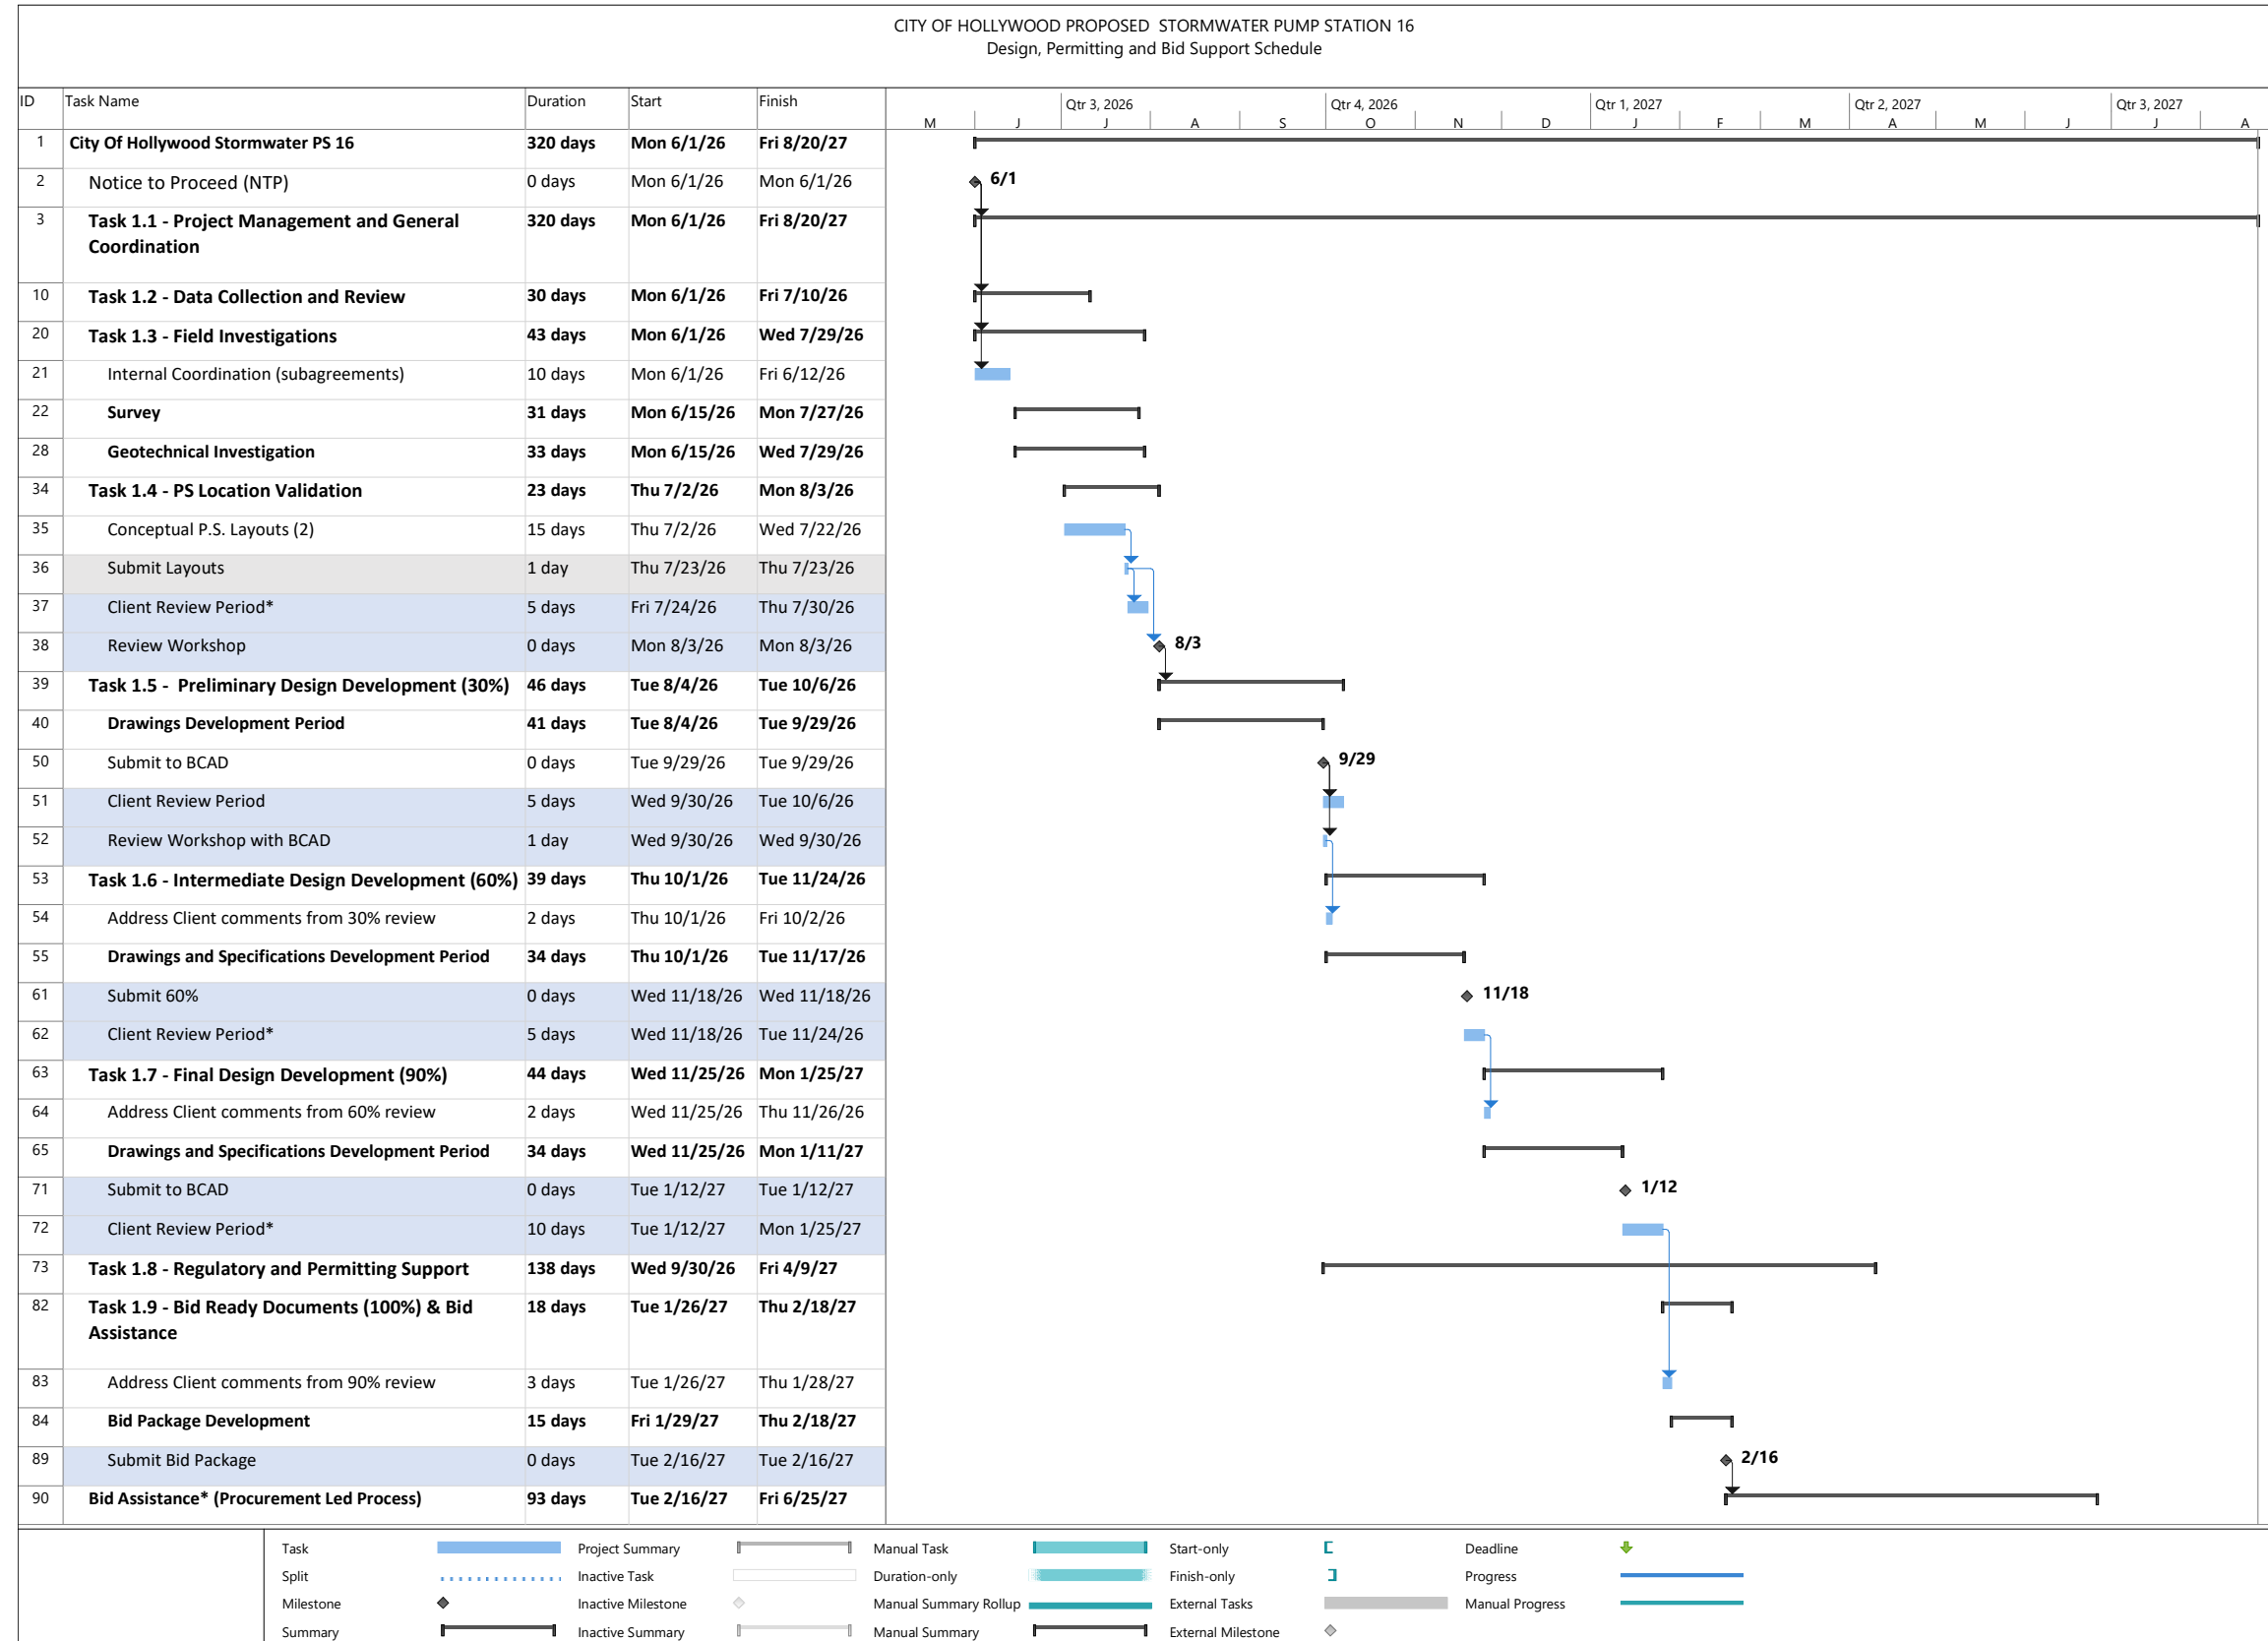 CITY OF HOLLYWOOD PROPOSED  STORMWATER PUMP STATION 16
Design, Permitting and Bid Support Schedule
ID Task Name Duration Start Finish
Qtr 3, 2026 Qtr 4, 2026 Qtr 1, 2027 Qtr 2, 2027 Qtr 3, 2027
M J J A S O N D J F M A M J J A
1 City Of Hollywood Stormwater PS 16 320 days Mon 6/1/26 Fri 8/20/27
2 Notice to Proceed (NTP) 0 days Mon 6/1/26 Mon 6/1/26 6/1
3 Task 1.1 - Project Management and General 320 days Mon 6/1/26 Fri 8/20/27
Coordination
10 Task 1.2 - Data Collection and Review 30 days Mon 6/1/26 Fri 7/10/26
20 Task 1.3 - Field Investigations 43 days Mon 6/1/26 Wed 7/29/26
21 Internal Coordination (subagreements) 10 days Mon 6/1/26 Fri 6/12/26
22 Survey 31 days Mon 6/15/26 Mon 7/27/26
28 Geotechnical Investigation 33 days Mon 6/15/26 Wed 7/29/26
34 Task 1.4 - PS Location Validation 23 days Thu 7/2/26 Mon 8/3/26
35 Conceptual P.S. Layouts (2) 15 days Thu 7/2/26 Wed 7/22/26
36 Submit Layouts 1 day Thu 7/23/26 Thu 7/23/26
37 Client Review Period* 5 days Fri 7/24/26 Thu 7/30/26
38 Review Workshop 0 days Mon 8/3/26 Mon 8/3/26 8/3
39 Task 1.5 -  Preliminary Design Development (30%) 46 days Tue 8/4/26 Tue 10/6/26
40 Drawings Development Period 41 days Tue 8/4/26 Tue 9/29/26
50 Submit to BCAD 0 days Tue 9/29/26 Tue 9/29/26 9/29
51 Client Review Period 5 days Wed 9/30/26 Tue 10/6/26
52 Review Workshop with BCAD 1 day Wed 9/30/26 Wed 9/30/26
53 Task 1.6 - Intermediate Design Development (60%) 39 days Thu 10/1/26 Tue 11/24/26
54 Address Client comments from 30% review 2 days Thu 10/1/26 Fri 10/2/26
55 Drawings and Specifications Development Period 34 days Thu 10/1/26 Tue 11/17/26
61 Submit 60% 0 days Wed 11/18/26 Wed 11/18/26 11/18
62 Client Review Period* 5 days Wed 11/18/26 Tue 11/24/26
63 Task 1.7 - Final Design Development (90%) 44 days Wed 11/25/26 Mon 1/25/27
64 Address Client comments from 60% review 2 days Wed 11/25/26 Thu 11/26/26
65 Drawings and Specifications Development Period 34 days Wed 11/25/26 Mon 1/11/27
71 Submit to BCAD 0 days Tue 1/12/27 Tue 1/12/27 1/12
72 Client Review Period* 10 days Tue 1/12/27 Mon 1/25/27
73 Task 1.8 - Regulatory and Permitting Support 138 days Wed 9/30/26 Fri 4/9/27
82 Task 1.9 - Bid Ready Documents (100%) & Bid 18 days Tue 1/26/27 Thu 2/18/27
Assistance
83 Address Client comments from 90% review 3 days Tue 1/26/27 Thu 1/28/27
84 Bid Package Development 15 days Fri 1/29/27 Thu 2/18/27
89 Submit Bid Package 0 days Tue 2/16/27 Tue 2/16/27 2/16
90 Bid Assistance* (Procurement Led Process) 93 days Tue 2/16/27 Fri 6/25/27
Task Project Summary Manual Task Start-only Deadline
Split Inactive Task Duration-only Finish-only Progress
Milestone Inactive Milestone Manual Summary Rollup External Tasks Manual Progress
Summary Inactive Summary Manual Summary External Milestone